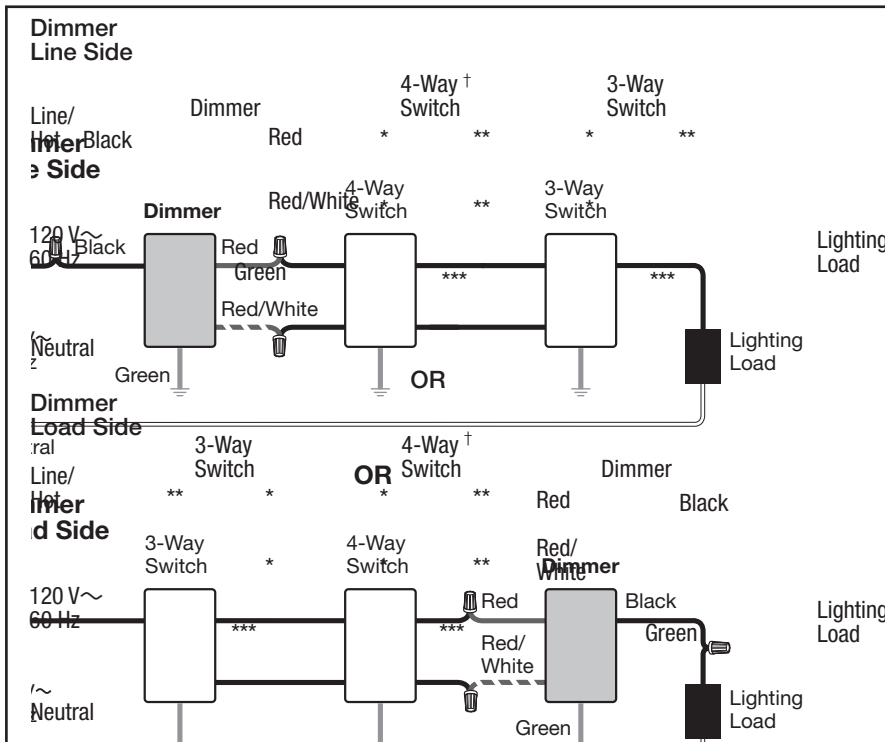 Dimmer
Line Side
4-Way † 3-Way
Dimmer Switch Switch
Line/
Hot Black Red * ** * **
mmer
e Side
Red/White * ** *
4-Way 3-Way
Dimmer Switch Switch
120 V~
60 Hz Black Red
Green
*** ***
Lighting
Load
Red/White
V~
Neutral
z
Green
Lighting
Load
OR
Dimmer
Load Side
tral
3-Way 4-Way †
Switch Switch
OR
Dimmer
Line/
Hot ** * * ** Red Black
mmer
d Side
3-Way 4-Way
Switch Switch
* * **
Red/
White
Dimmer
120 V~
60 Hz
*** ***
Red Black
Green
Lighting
Load
Red/
White
V~
Neutral
z
Green
Lighting
Load